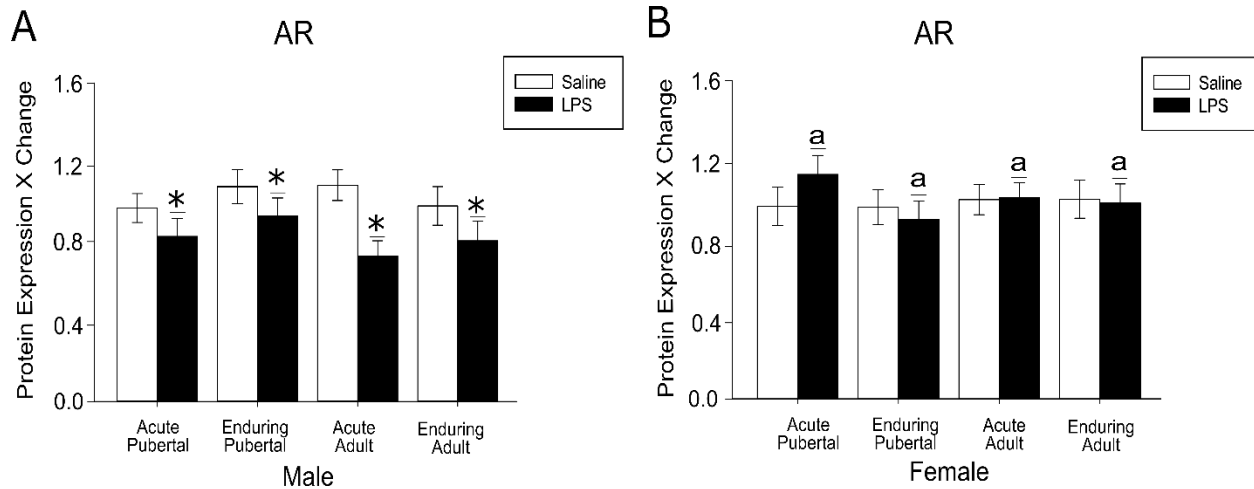 A
AR
Saline
LPS
Protein Expression X Change
1.6
1.2
0.8
0.4
0.0
*
*
*
*
Acute
Pubertal
Enduring
Pubertal
Acute
Adult
Enduring
Adult
Male
B
AR
Saline
LPS
Protein Expression X Change
1.6
1.2
0.8
0.4
0.0
a
a
a
a
Acute
Pubertal
Enduring
Pubertal
Acute
Adult
Enduring
Adult
Female